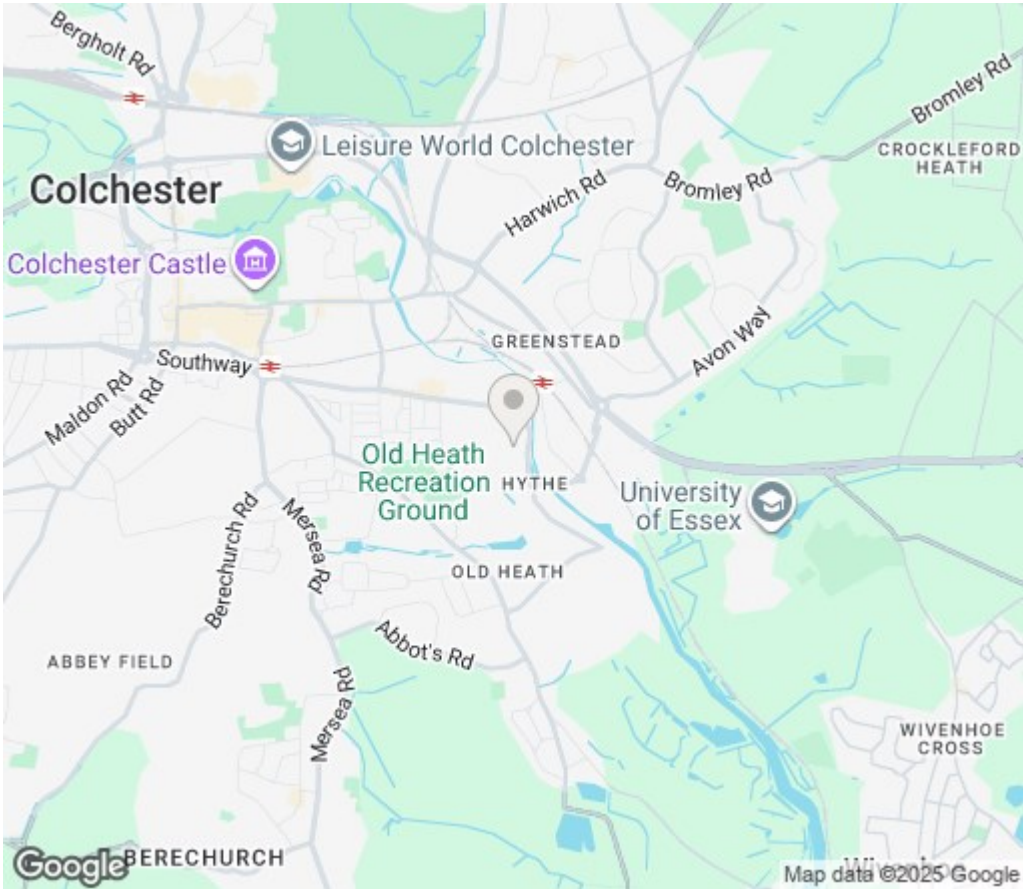 Bergholt Rd
Bromley Rd
Leisure World Colchester
CROCKLEFORD
HEATH
Colchester
Harwich Rd
Bromley Rd
Colchester Castle
GREENSTEAD
Avon Way
Southway
Maldon Rd
Butt Rd
Old Heath
Recreation
Ground
HYTHE
University
of Essex
Berechurch Rd
Mersea Rd
OLD HEATH
Abbot's Rd
ABBEY FIELD
Mersea Rd
WIVENHOE
CROSS
Google
BERECHURCH
Wivenhoe
Map data ©2025 Google